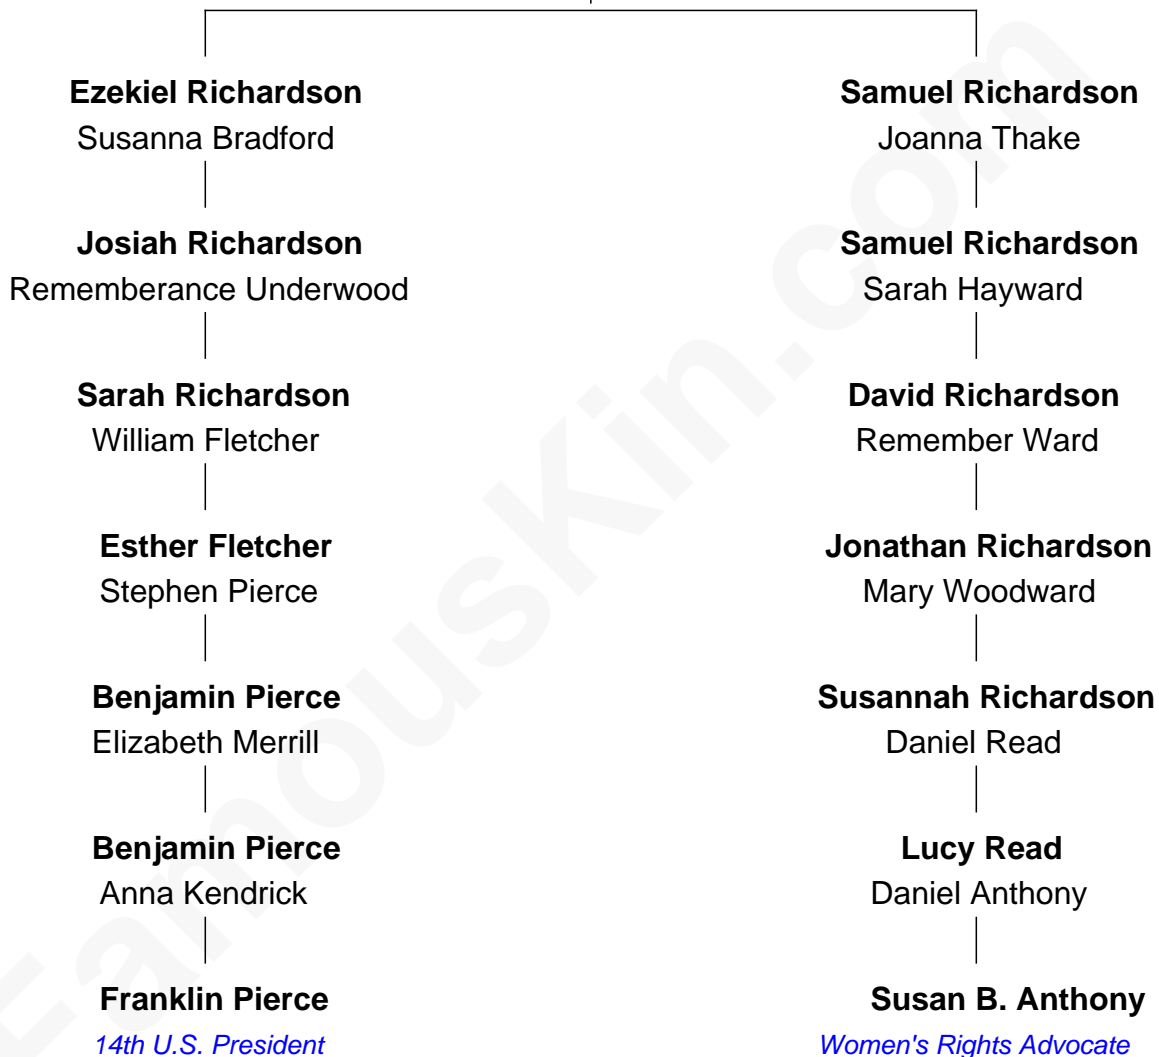 Ezekiel Richardson
Susanna Bradford
Josiah Richardson
Rememberance Underwood
Sarah Richardson
William Fletcher
Esther Fletcher
Stephen Pierce
Benjamin Pierce
Elizabeth Merrill
Benjamin Pierce
Anna Kendrick
Franklin Pierce
14th U.S. President
Samuel Richardson
Joanna Thake
Samuel Richardson
Sarah Hayward
David Richardson
Remember Ward
Jonathan Richardson
Mary Woodward
Susannah Richardson
Daniel Read
Lucy Read
Daniel Anthony
Susan B. Anthony
Women's Rights Advocate
FamousKin.com